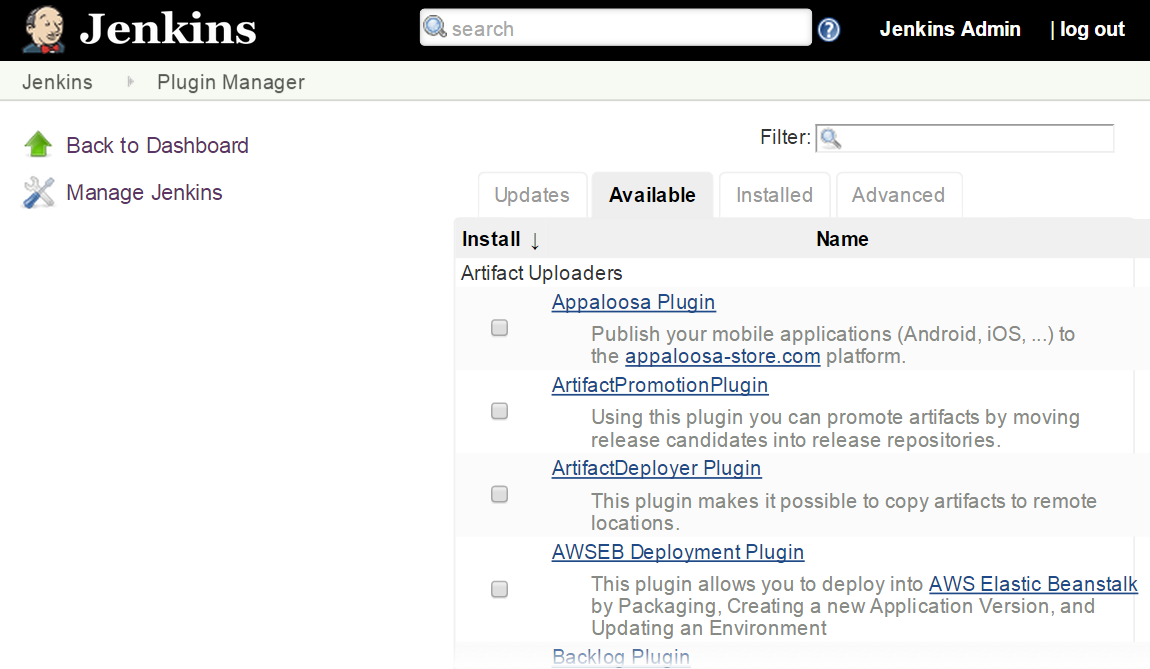 Jenkins
search
Jenkins Admin
| log out
Jenkins
Plugin Manager
Back to Dashboard
Manage Jenkins
Filter:
Updates
Available
Installed
Advanced
Install ↓
Name
Artifact Uploaders
Appaloosa Plugin
Publish your mobile applications (Android, iOS, ...) to
the appaloosa-store.com platform.
ArtifactPromotionPlugin
Using this plugin you can promote artifacts by moving
release candidates into release repositories.
ArtifactDeployer Plugin
This plugin makes it possible to copy artifacts to remote
locations.
AWSEB Deployment Plugin
This plugin allows you to deploy into AWS Elastic Beanstalk
by Packaging, Creating a new Application Version, and
Updating an Environment
Backlog Plugin